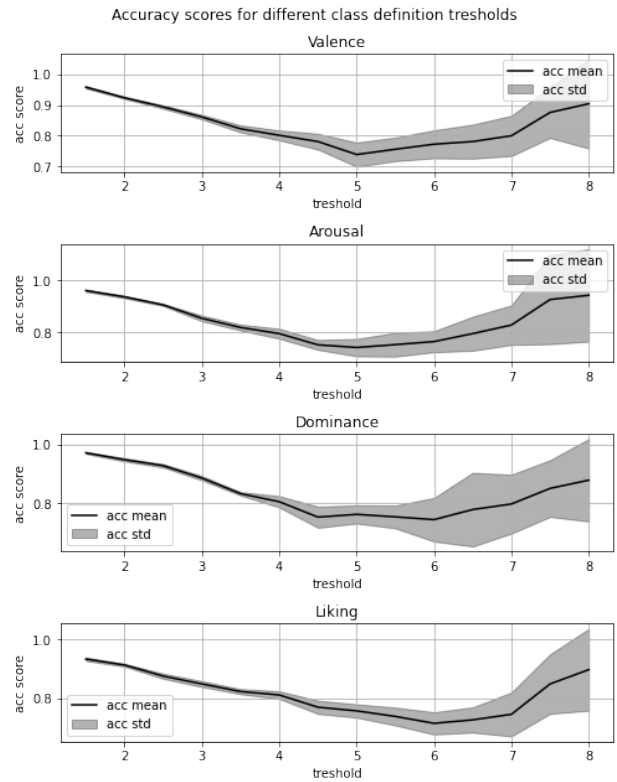 Accuracy scores for different class definition tresholds
Valence
acc score
1.0
0.9
0.8
0.7
acc mean
acc std
2 3 4 5 6 7 8
treshold
Arousal
acc score
1.0
0.8
acc mean
acc std
2 3 4 5 6 7 8
treshold
Dominance
acc score
1.0
0.8
acc mean
acc std
2 3 4 5 6 7 8
treshold
Liking
acc score
1.0
0.8
acc mean
acc std
2 3 4 5 6 7 8
treshold